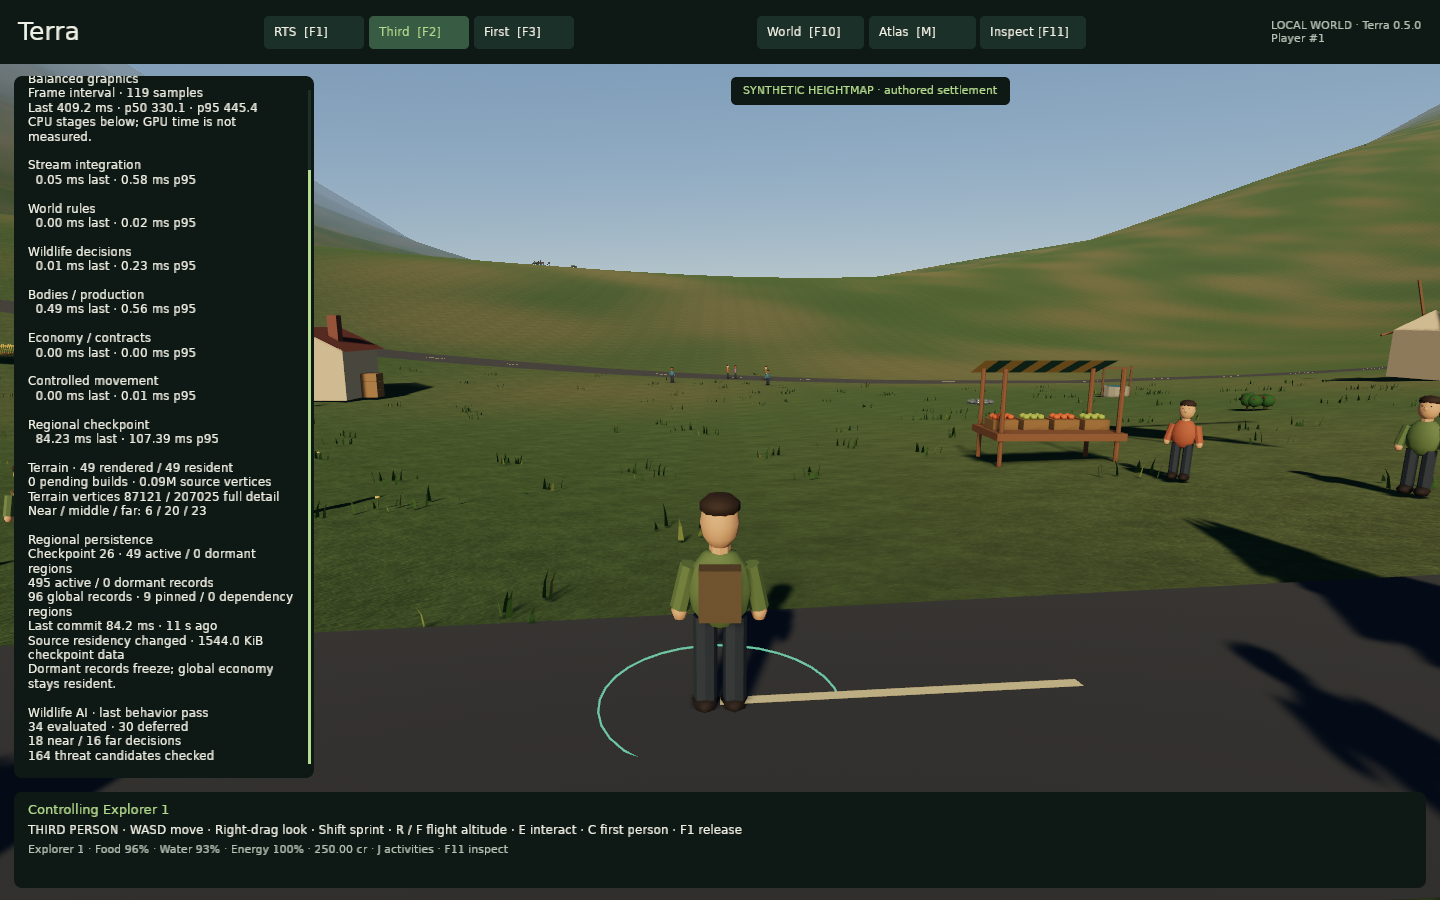 Terra
RTS [F1]
Third [F2]
First [F3]
World [F10]
Atlas [M]
Inspect [F11]
LOCAL WORLD · Terra 0.5.0
Player #1
SYNTHETIC HEIGHTMAP · authored settlement
Balanced graphics
Frame interval · 119 samples
Last 409.2 ms · p50 330.1 · p95 445.4
CPU stages below; GPU time is not
measured.
Stream integration
0.05 ms last · 0.58 ms p95
World rules
0.00 ms last · 0.02 ms p95
Wildlife decisions
0.01 ms last · 0.23 ms p95
Bodies / production
0.49 ms last · 0.56 ms p95
Economy / contracts
0.00 ms last · 0.00 ms p95
Controlled movement
0.00 ms last · 0.01 ms p95
Regional checkpoint
84.23 ms last · 107.39 ms p95
Terrain · 49 rendered / 49 resident
0 pending builds · 0.09M source vertices
Terrain vertices 87121 / 207025 full detail
Near / middle / far: 6 / 20 / 23
Regional persistence
Checkpoint 26 · 49 active / 0 dormant
regions
495 active / 0 dormant records
96 global records · 9 pinned / 0 dependency
regions
Last commit 84.2 ms · 11 s ago
Source residency changed · 1544.0 KiB
checkpoint data
Dormant records freeze; global economy
stays resident.
Wildlife AI · last behavior pass
34 evaluated · 30 deferred
18 near / 16 far decisions
164 threat candidates checked
Controlling Explorer 1
THIRD PERSON · WASD move · Right-drag look · Shift sprint · R / F flight altitude · E interact · C first person · F1 release
Explorer 1 · Food 96% · Water 93% · Energy 100% · 250.00 cr · J activities · F11 inspect